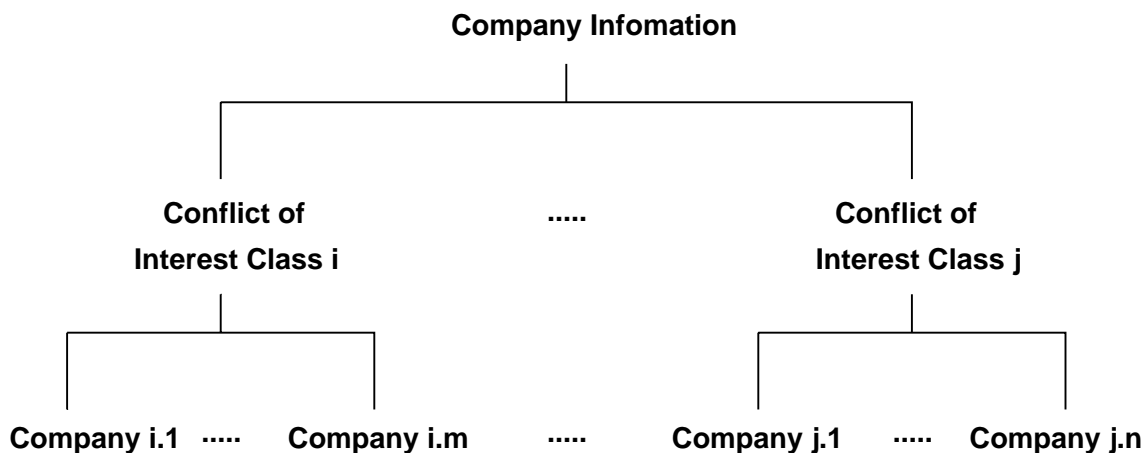 Company Infomation
Conflict of ..... Conflict of
Interest Class i Interest Class j
Company i.1 ..... Company i.m ..... Company j.1 ..... Company j.n